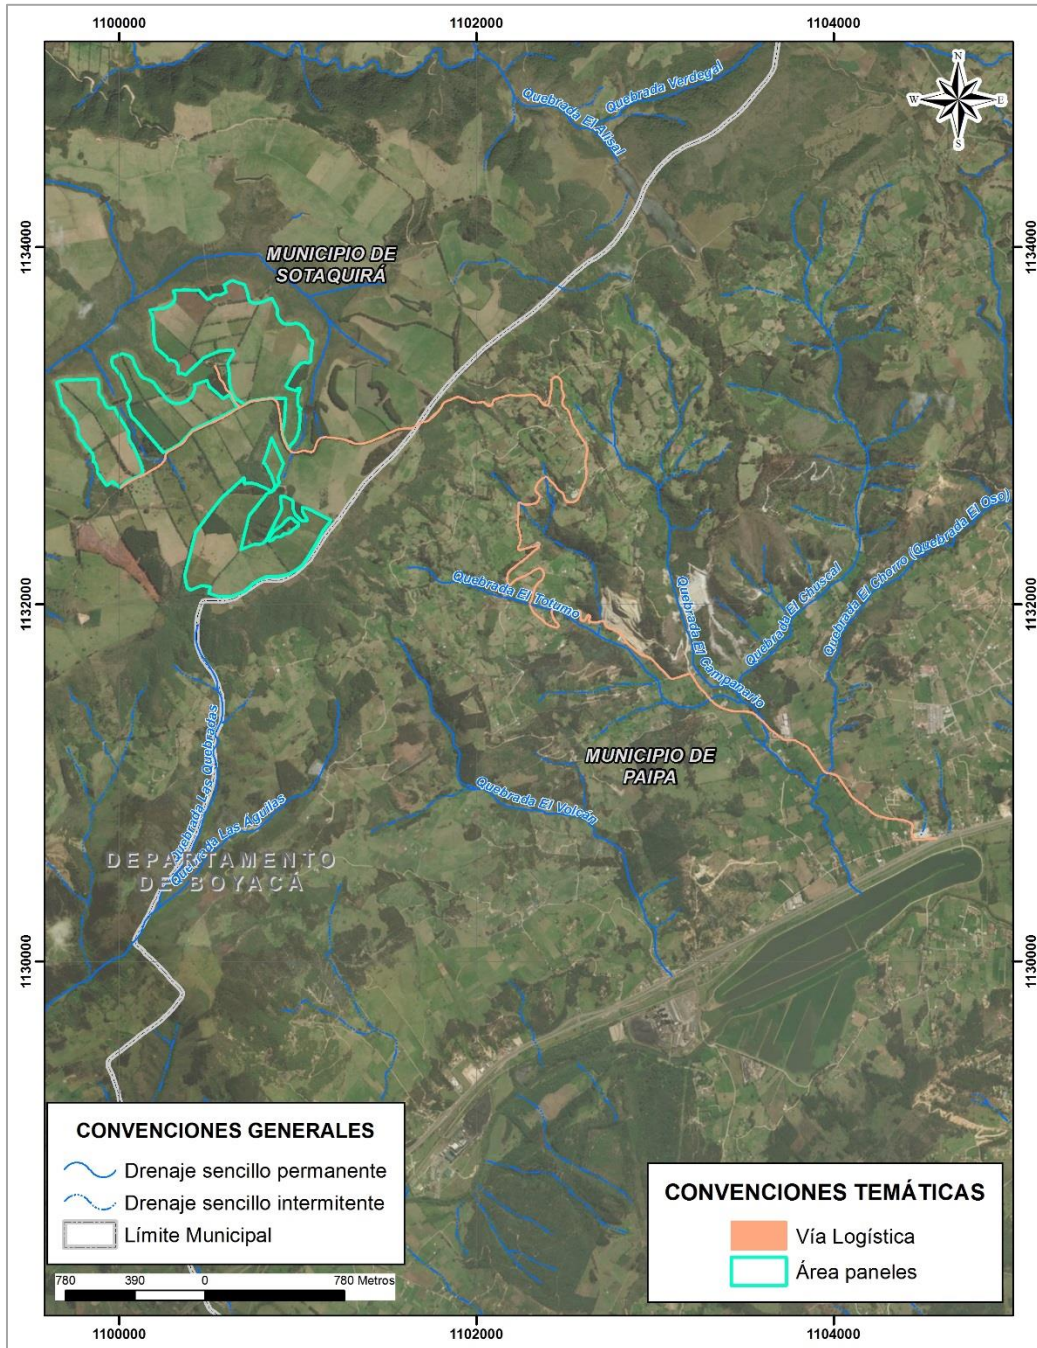 1100000
1102000
1104000
N
W
E
S
Quebrada Verdegal
Quebrada El Alisal
1134000
1134000
MUNICIPIO DE
SOTAQUIRÁ
Quebrada El Chorro (Quebrada El Oso)
1132000
1132000
Quebrada El Totumo
Quebrada El Chuscal
Quebrada El Campanario
Quebrada Las Quebradas
MUNICIPIO DE
PAIPA
Quebrada El Volcán
Quebrada Las Aguilas
DEPARTAMENTO
DE BOYACÁ
1130000
1130000
CONVENCIONES GENERALES
Drenaje sencillo permanente
Drenaje sencillo intermitente
Límite Municipal
780 390 0 780 Metros
CONVENCIONES TEMÁTICAS
Vía Logística
Área paneles
1100000
1102000
1104000